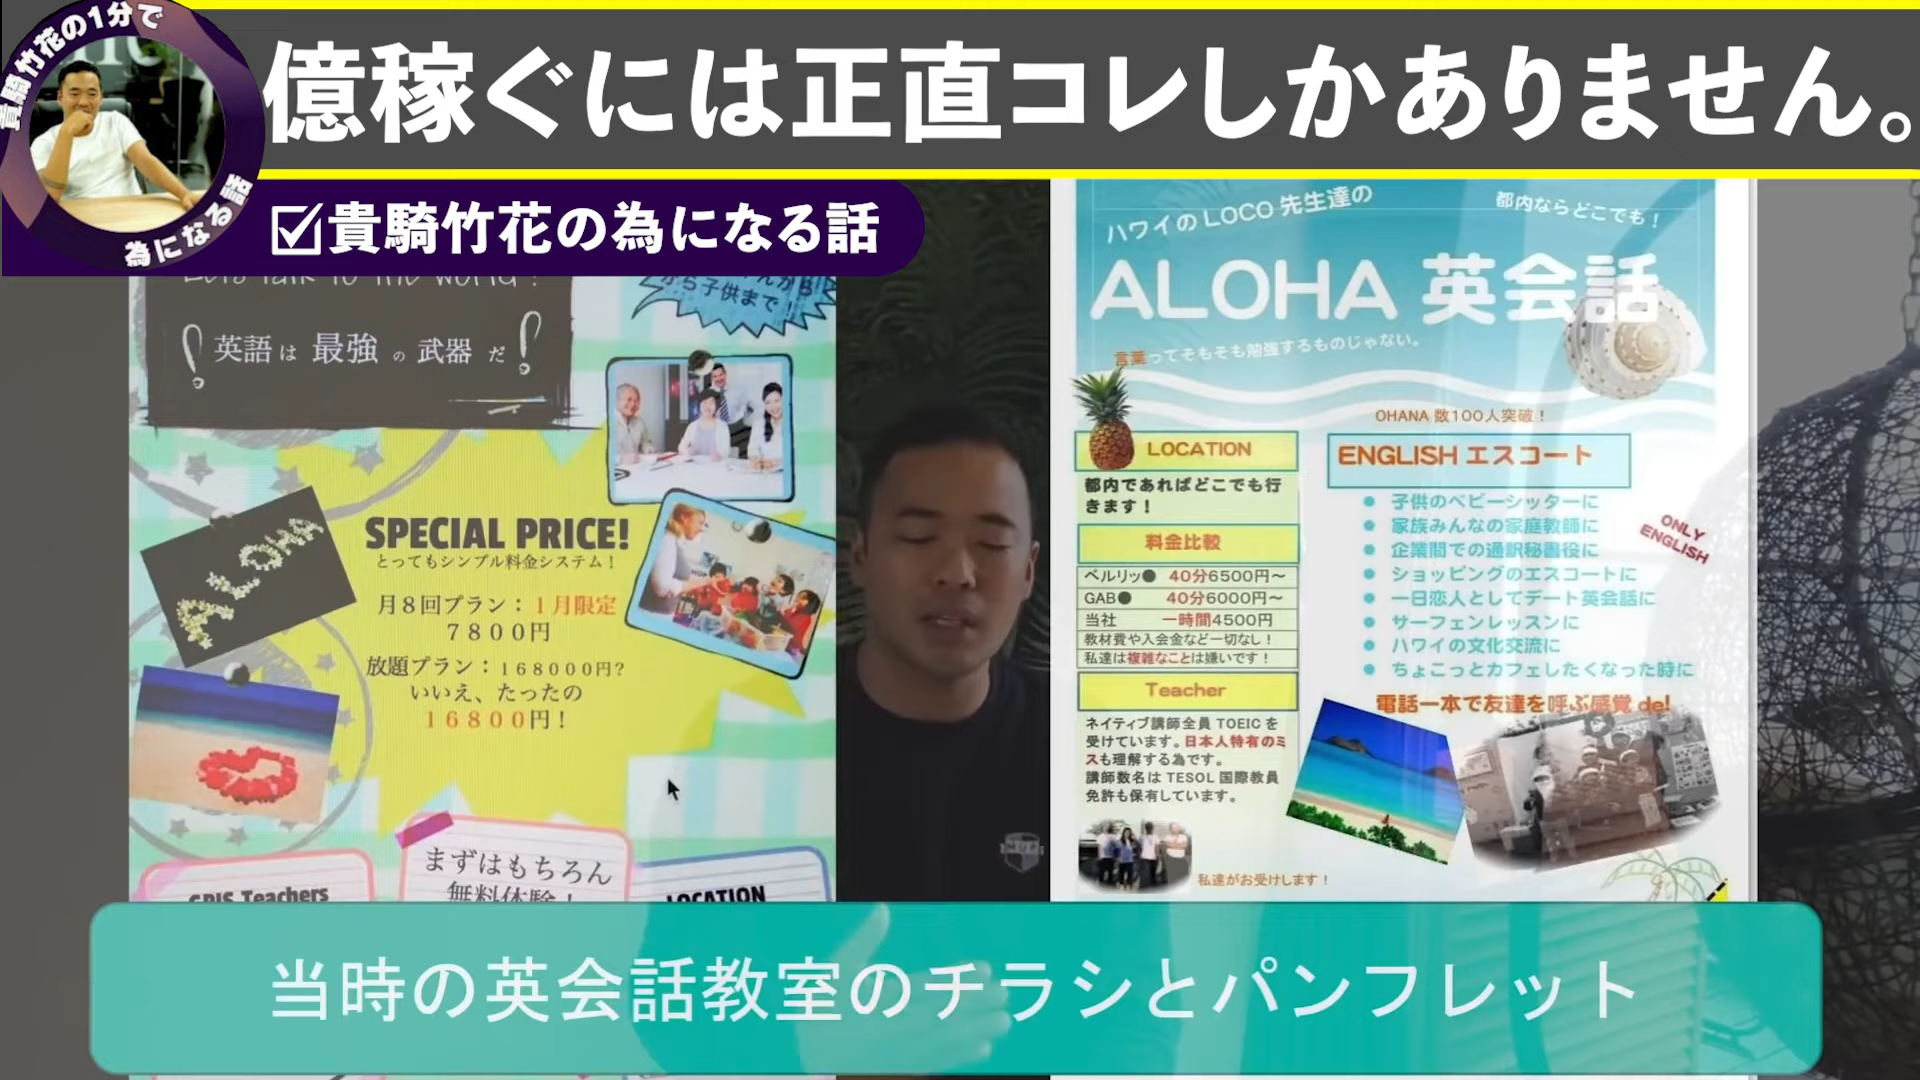 貴騎竹花の1分で
為になる話
億稼ぐには正直コレしかありません。
貴騎竹花の為になる話
Let's talk to the world!
から子供まで!
英語は最強の武器だ
SPECIAL PRICE!
とってもシンプル料金システム!
月8回プラン:1月限定
7800円
放題プラン:168000円?
いいえ、たったの
16800円!
まずはもちろん
無料体験!
Teachers
LOCATION
ハワイのLOCO先生達の
都内ならどこでも!
ALOHA 英会話
言葉ってそもそも勉強するものじゃない。
OHANA 数100人突破!
LOCATION
都内であればどこでも行
きます!
料金比較
ベルリッ● 40分6500円〜
GAB● 40分6000円〜
当社 一時間4500円
教材費や入会金など一切なし!
私達は複雑なことは嫌いです!
Teacher
ネイティブ講師全員 TOEIC を
受けています。日本人特有のミ
スも理解する為です。
講師数名は TESOL 国際教員
免許も保有しています。
私達がお受けします!
ENGLISH エスコート
子供のベビーシッターに
家族みんなの家庭教師に
企業間での通訳秘書役に
ショッピングのエスコートに
一日恋人としてデート英会話に
サーフェンレッスンに
ハワイの文化交流に
ちょこっとカフェしたくなった時に
ONLY
ENGLISH
電話一本で友達を呼ぶ感覚 de!
ALOHA
当時の英会話教室のチラシとパンフレット